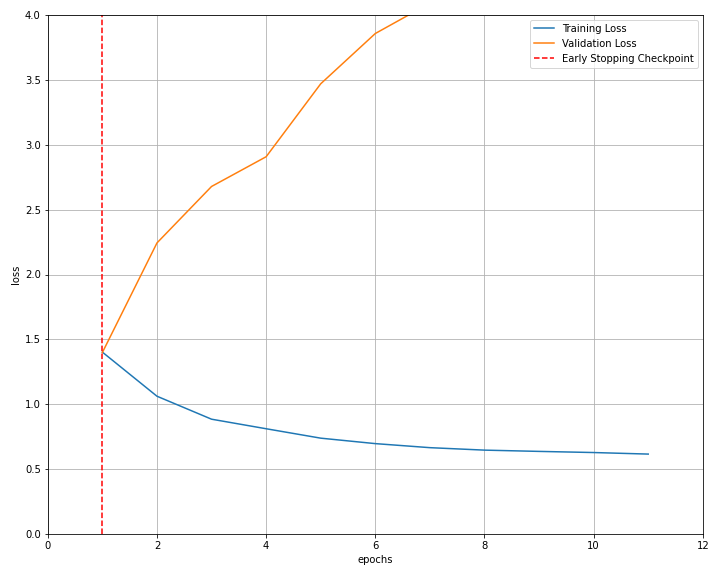 4.0
3.5
3.0
2.5
2.0
1.5
1.0
0.5
0.0
loss
0 2 4 6 8 10 12
epochs
Training Loss
Validation Loss
Early Stopping Checkpoint